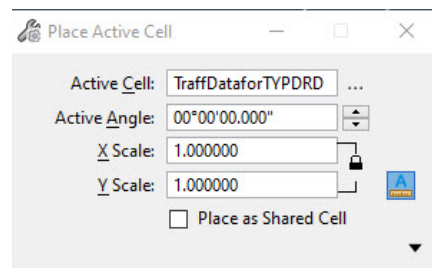 Place Active Cell
Active Cell: TraffDataforTYPDRD ...
Active Angle: 00°00'00.000"
X Scale: 1.000000
Y Scale: 1.000000
A
Place as Shared Cell